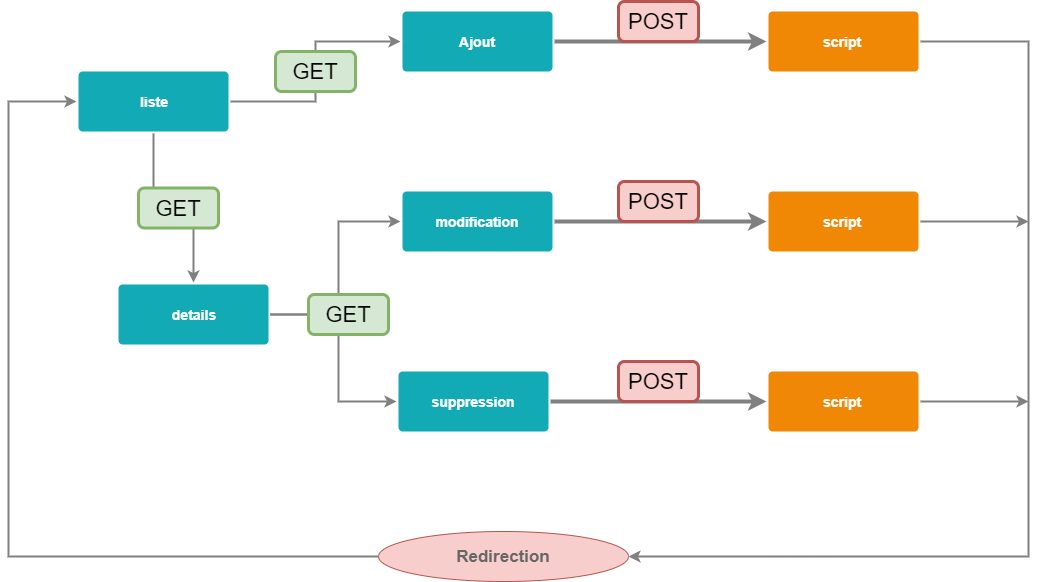 POST
Ajout
script
GET
liste
POST
GET
modification
script
details
GET
POST
suppression
script
Redirection